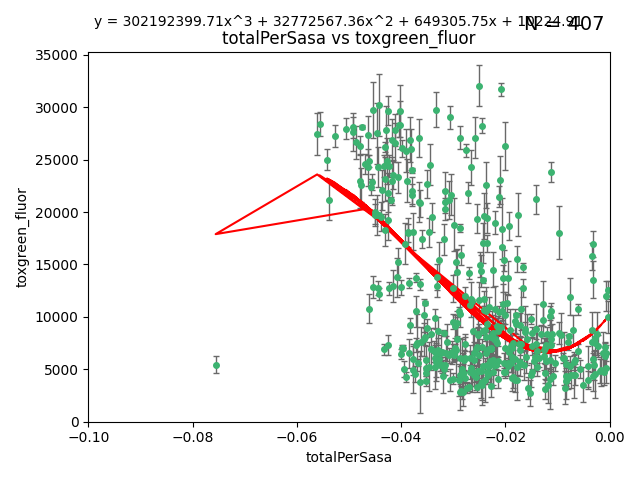 y = 302192399.71x^3 + 32772567.36x^2 + 649305.75x +
N = 407
totalPerSasa vs toxgreen_fluor
35000
30000
25000
20000
15000
10000
5000
0
toxgreen_fluor
−0.10
−0.08
−0.06
−0.04
−0.02
0.00
totalPerSasa